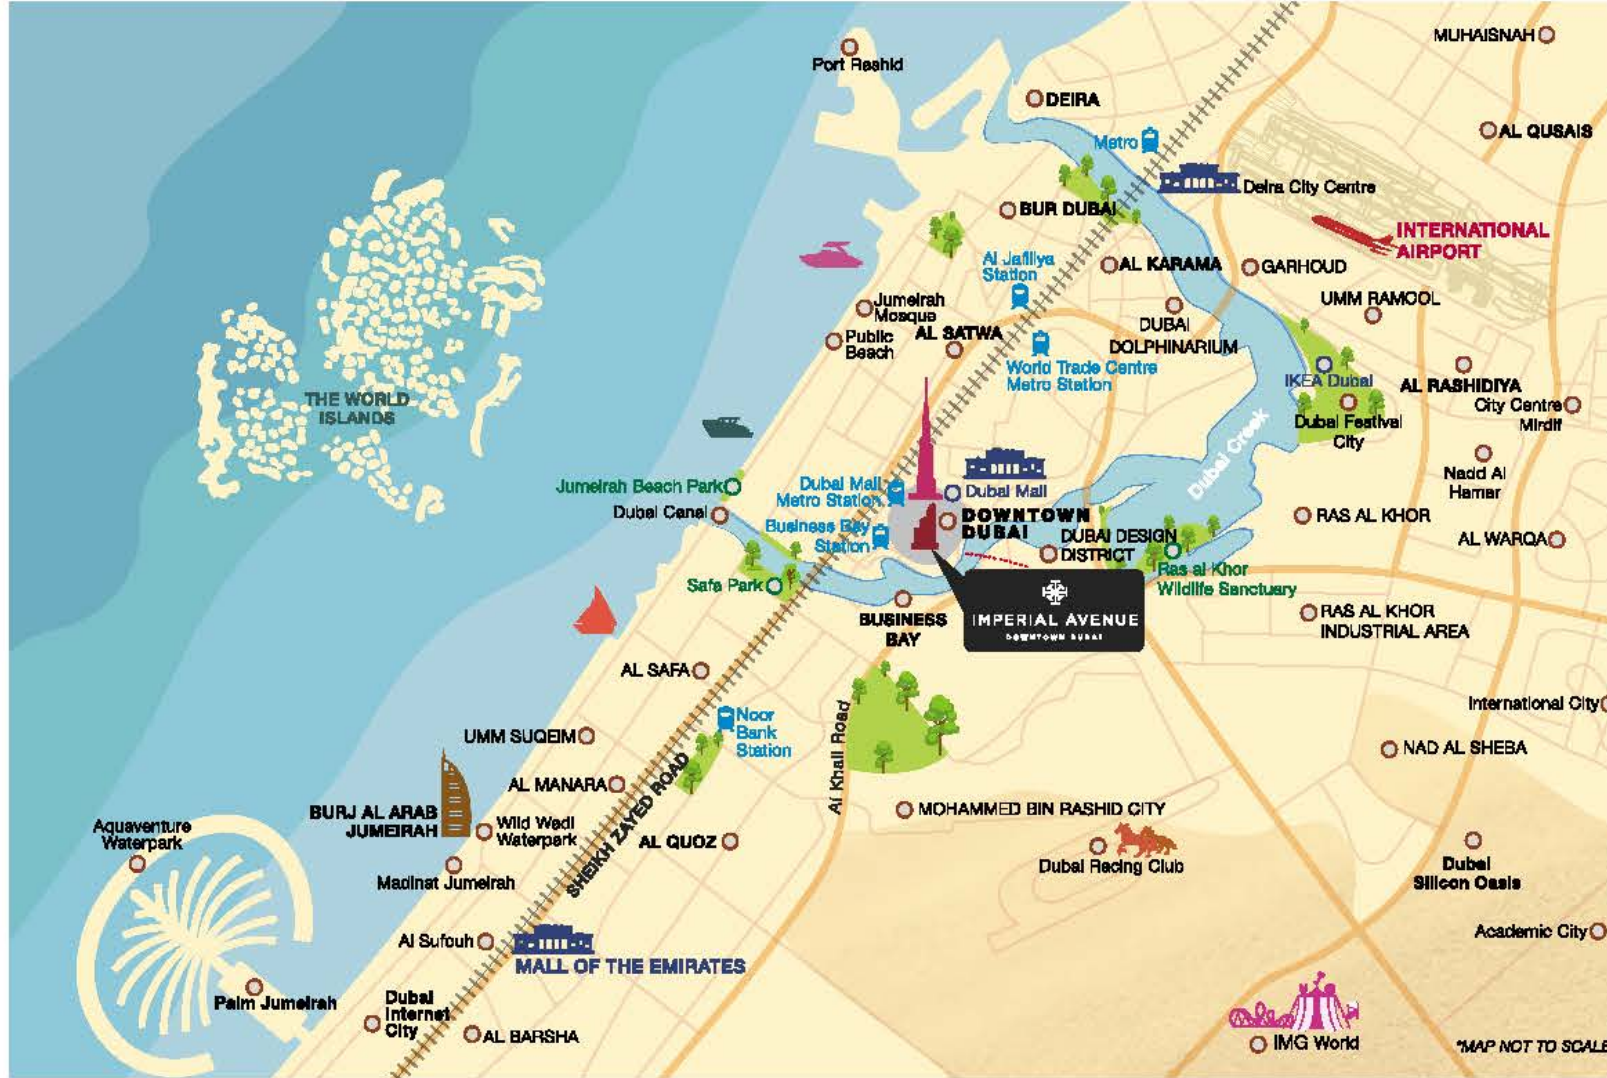 MUHAISNAH
Port Rashid
DEIRA
AL QUSAIS
Metro
Deira City Centre
BUR DUBAI
INTERNATIONAL
AIRPORT
Al Jafiliya
Station
AL KARAMA
GARHOUD
UMM RAMOOL
Jumeirah
Mosque
DUBAI
DOLPHINARIUM
AL SATWA
Public
Beach
World Trade Centre
Metro Station
IKEA Dubai
AL RASHIDIYA
THE WORLD
ISLANDS
City Centre
Mirdif
Dubai Festival
City
Dubai Creek
Nadd Al
Hamar
Jumeirah Beach Park
Dubai Mall
Metro Station
Dubai Mall
Dubai Canal
DOWNTOWN
DUBAI
RAS AL KHOR
Business Bay
Station
DUBAI DESIGN
DISTRICT
AL WARQA
Safa Park
Ras al Khor
Wildlife Sanctuary
IMPERIAL AVENUE
DOWNTOWN DUBAI
BUSINESS
BAY
RAS AL KHOR
INDUSTRIAL AREA
AL SAFA
International City
Noor
Bank
Station
UMM SUQEIM
Al Khail Road
NAD AL SHEBA
AL MANARA
SHEIKH ZAYED ROAD
BURJ AL ARAB
JUMEIRAH
MOHAMMED BIN RASHID CITY
Aquaventure
Waterpark
Wild Wadi
Waterpark
AL QUOZ
Dubai Racing Club
Dubai
Silicon Oasis
Madinat Jumeirah
Academic City
Al Sufouh
MALL OF THE EMIRATES
Palm Jumeirah
Dubai
Internet
City
AL BARSHA
IMG World
*MAP NOT TO SCALE